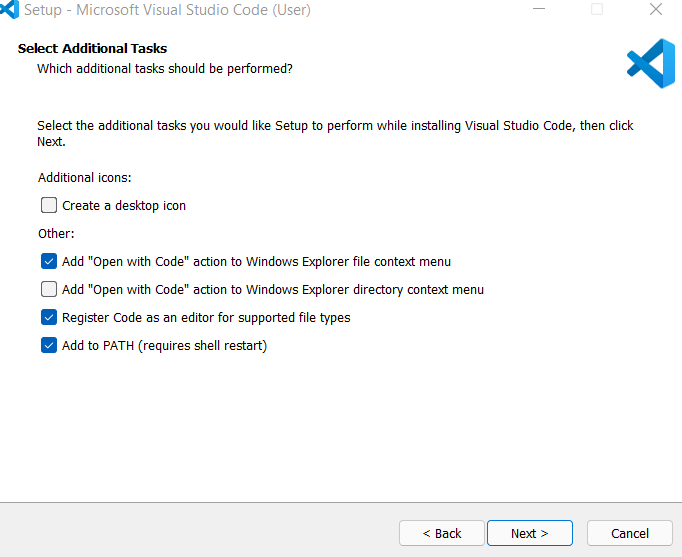 Setup - Microsoft Visual Studio Code (User)
Select Additional Tasks
Which additional tasks should be performed?
Select the additional tasks you would like Setup to perform while installing Visual Studio Code, then click
Next.
Additional icons:
Create a desktop icon
Other:
Add "Open with Code" action to Windows Explorer file context menu
Add "Open with Code" action to Windows Explorer directory context menu
Register Code as an editor for supported file types
Add to PATH (requires shell restart)
< Back Next > Cancel